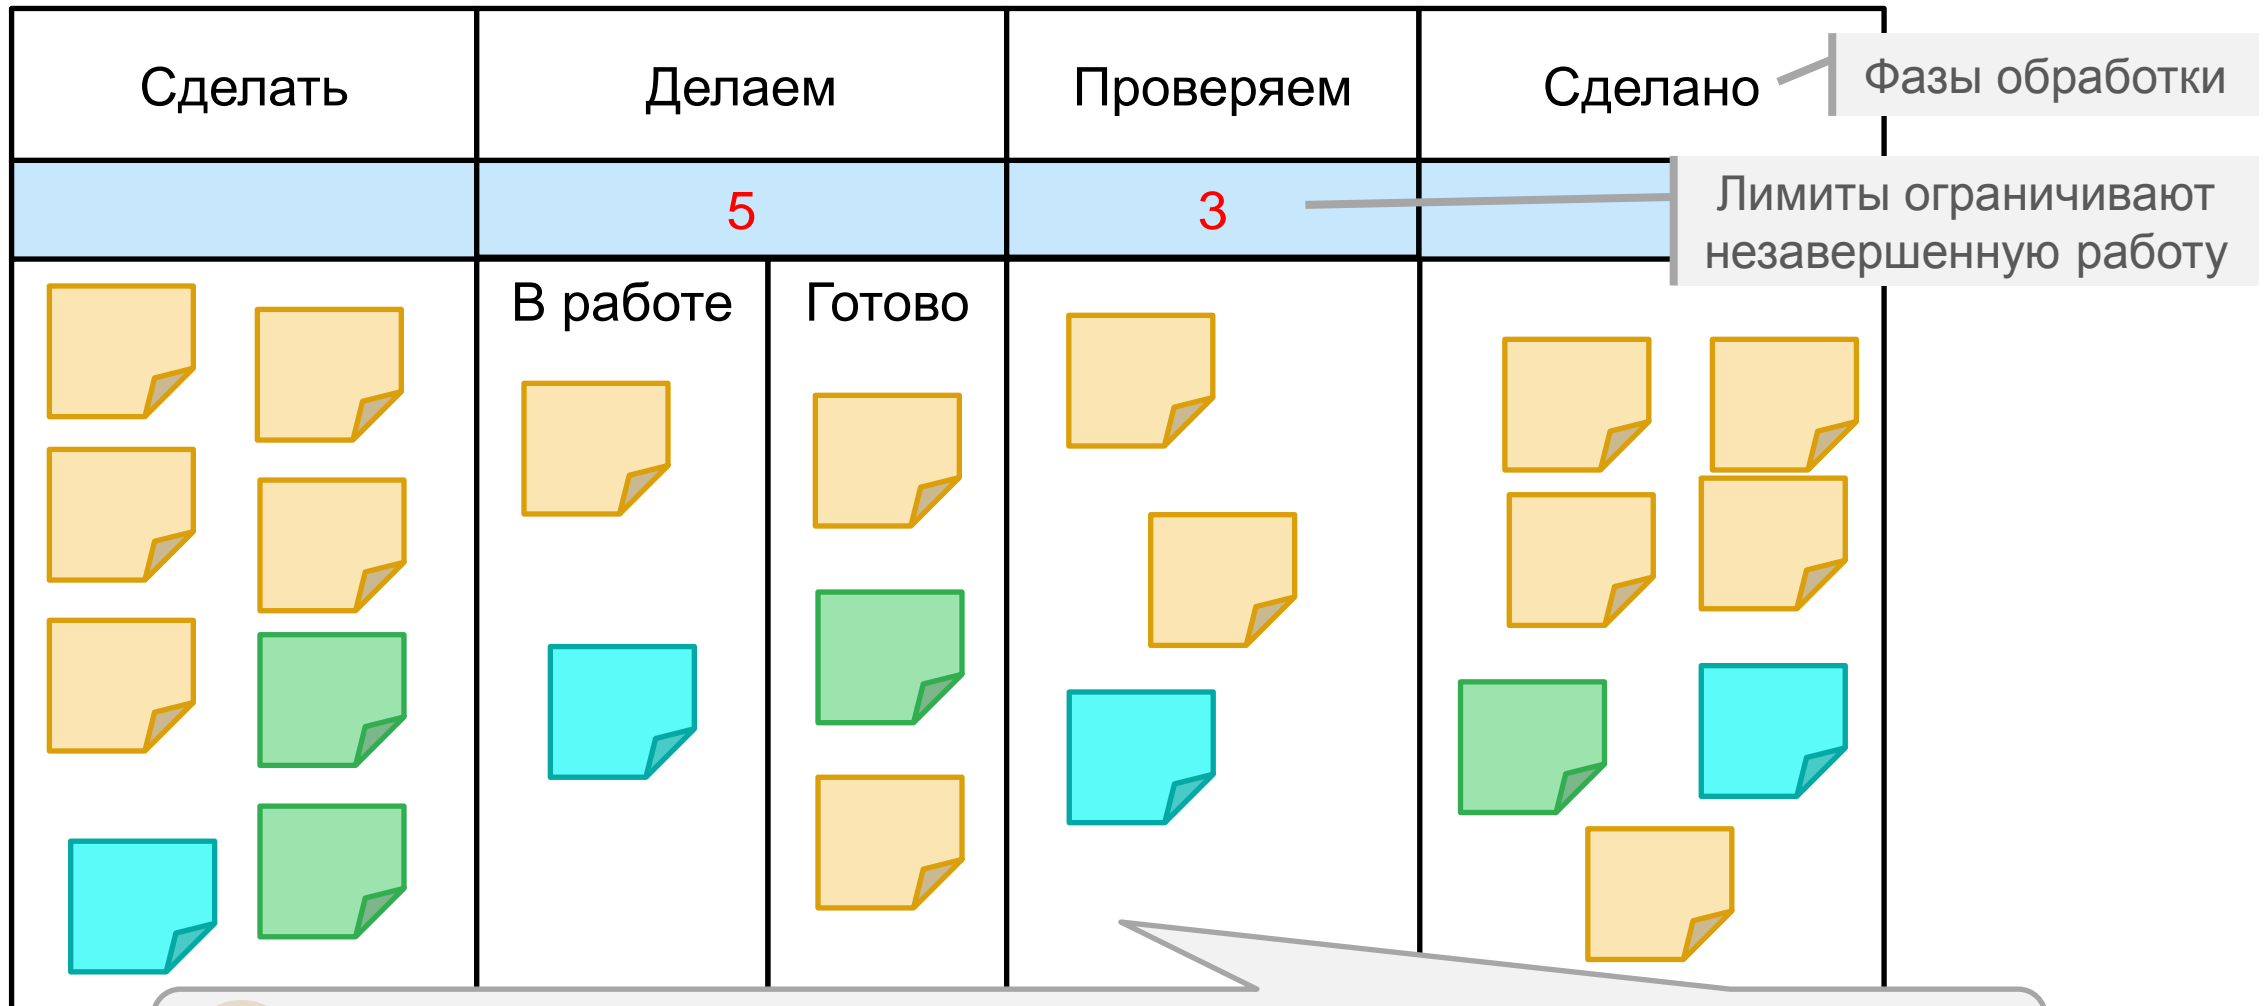 Сделать
Делаем
Проверяем
Сделано
Фазы обработки
5
3
Лимиты ограничивают
незавершенную работу
В работе
Готово